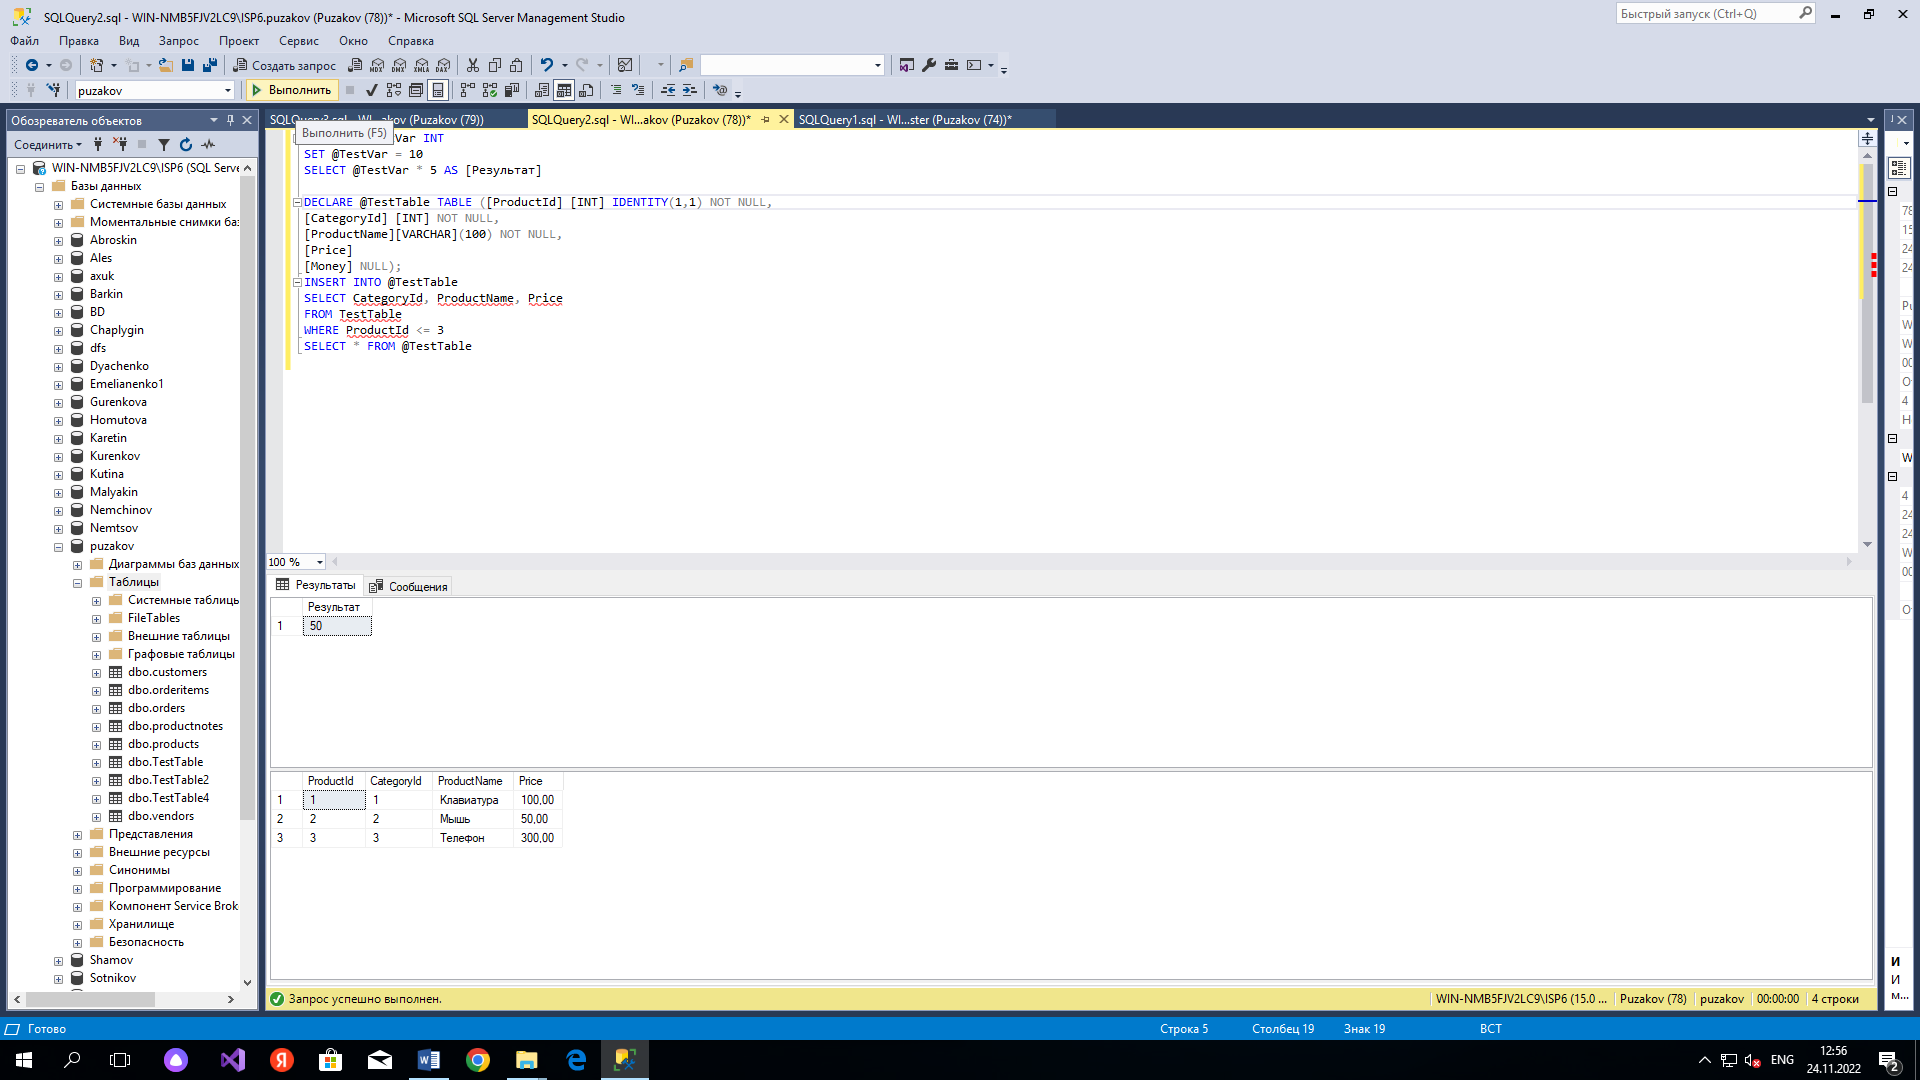 SQLQuery2.sql - WIN-NMB5FJV2LC9\ISP6.puzakov (Puzakov (78))* - Microsoft SQL Server Management Studio
Быстрый запуск (Ctrl+Q)
Файл Правка Вид Запрос Проект Сервис Окно Справка
Создать запрос
puzakov
Выполнить
Обозреватель объектов
Соединить
WIN-NMB5FJV2LC9\ISP6 (SQL Serve
Базы данных
Системные базы данных
Моментальные снимки баз
Abroskin
Ales
axuk
Barkin
BD
Chaplygin
dfs
Dyachenko
Emelianenko1
Gurenkova
Homutova
Karetin
Kurenkov
Kutina
Malyakin
Nemchinov
Nemtsov
puzakov
Диаграммы баз данных
Таблицы
Системные таблицы
FileTables
Внешние таблицы
Графовые таблицы
dbo.customers
dbo.orderitems
dbo.orders
dbo.productnotes
dbo.products
dbo.TestTable
dbo.TestTable2
dbo.TestTable4
dbo.vendors
Представления
Внешние ресурсы
Синонимы
Программирование
Компонент Service Brok
Хранилище
Безопасность
Shamov
Sotnikov
SQLQuery3.sql - WI...akov (Puzakov (79))
SQLQuery2.sql - WI...akov (Puzakov (78))*
SQLQuery1.sql - WI...ster (Puzakov (74))*
Выполнить (F5)
Var INT
SET @TestVar = 10
SELECT @TestVar * 5 AS [Результат]
DECLARE @TestTable TABLE ([ProductId] [INT] IDENTITY(1,1) NOT NULL,
[CategoryId] [INT] NOT NULL,
[ProductName][VARCHAR](100) NOT NULL,
[Price]
[Money] NULL);
INSERT INTO @TestTable
SELECT CategoryId, ProductName, Price
FROM TestTable
WHERE ProductId <= 3
SELECT * FROM @TestTable
100 %
Результаты Сообщения
Результат
1 50
ProductId CategoryId ProductName Price
1 1 1 Клавиатура 100,00
2 2 2 Мышь 50,00
3 3 3 Телефон 300,00
Запрос успешно выполнен.
WIN-NMB5FJV2LC9\ISP6 (15.0 ... Puzakov (78) puzakov 00:00:00 4 строки
Готово
Строка 5 Столбец 19 Знак 19 ВСТ
ENG
12:56
24.11.2022
2